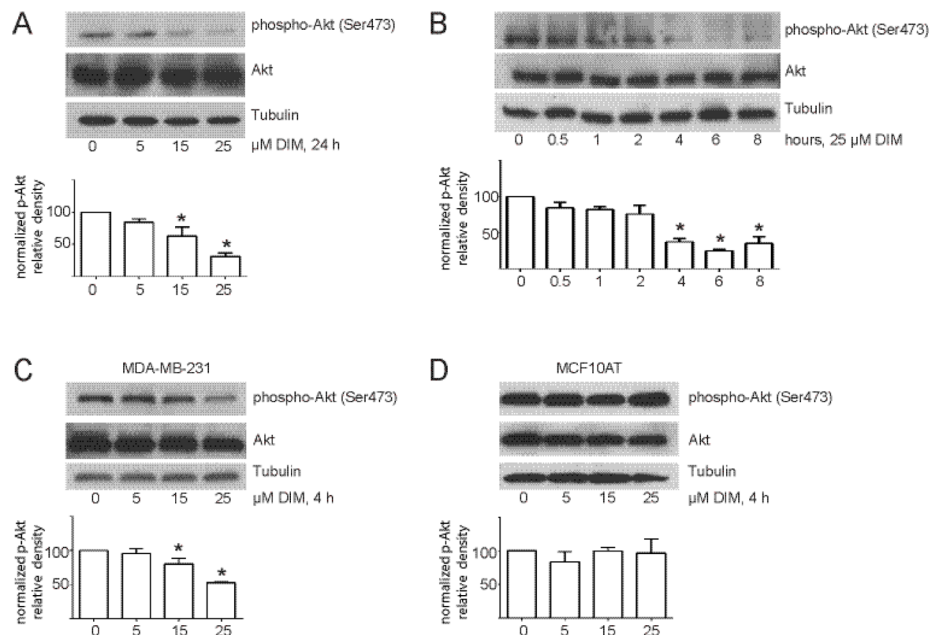 A
phospho-Akt (Ser473)
Akt
Tubulin
0 5 15 25 µM DIM, 24 h
normalized p-Akt
relative density
100
50
* *
0 5 15 25
B
phospho-Akt (Ser473)
Akt
Tubulin
0 0.5 1 2 4 6 8 hours, 25 µM DIM
normalized p-Akt
relative density
100
50
* * *
0 0.5 1 2 4 6 8
C
MDA-MB-231
phospho-Akt (Ser473)
Akt
Tubulin
0 5 15 25 µM DIM, 4 h
normalized p-Akt
relative density
100
50
* *
0 5 15 25
D
MCF10AT
phospho-Akt (Ser473)
Akt
Tubulin
0 5 15 25 µM DIM, 4 h
normalized p-Akt
relative density
100
50
0 5 15 25